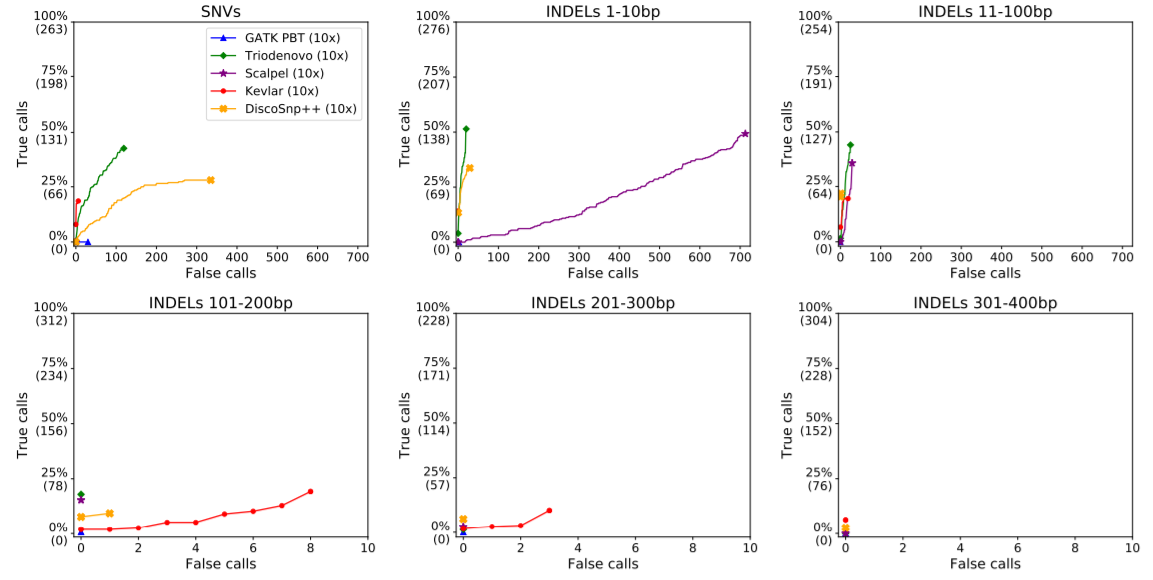 SNVs
100%
(263)
75%
(198)
50%
(131)
25%
(66)
0%
(0)
True calls
GATK PBT (10x)
Triodenovo (10x)
Scalpel (10x)
Kevlar (10x)
DiscoSnp++ (10x)
0 100 200 300 400 500 600 700
False calls
INDELs 1-10bp
100%
(276)
75%
(207)
50%
(138)
25%
(69)
0%
(0)
True calls
0 100 200 300 400 500 600 700
False calls
INDELs 11-100bp
100%
(254)
75%
(191)
50%
(127)
25%
(64)
0%
(0)
True calls
0 100 200 300 400 500 600 700
False calls
INDELs 101-200bp
100%
(312)
75%
(234)
50%
(156)
25%
(78)
0%
(0)
True calls
0 2 4 6 8 10
False calls
INDELs 201-300bp
100%
(228)
75%
(171)
50%
(114)
25%
(57)
0%
(0)
True calls
0 2 4 6 8 10
False calls
INDELs 301-400bp
100%
(304)
75%
(228)
50%
(152)
25%
(76)
0%
(0)
True calls
0 2 4 6 8 10
False calls